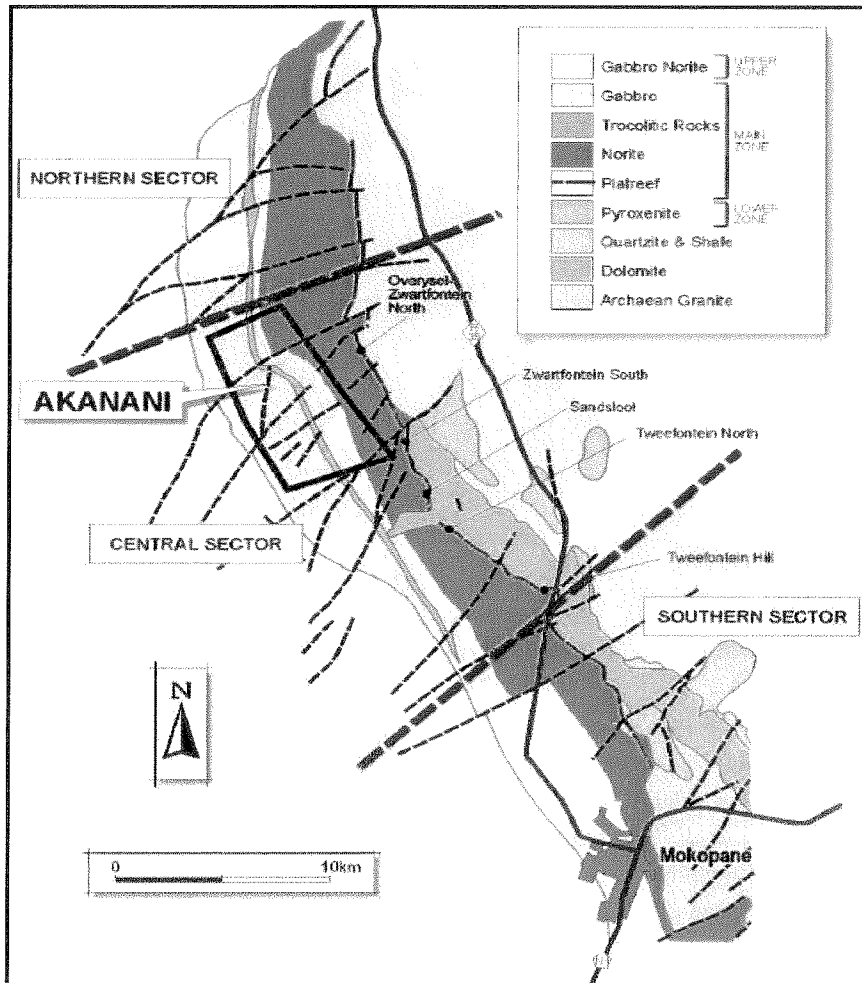 Gabbro Norite
UPPER
ZONE
Gabbro
Troctolitic Rocks
MAIN
ZONE
Norite
Platreef
Pyroxenite
LOWER
ZONE
Quartzite & Shale
Dolomite
Archaean Granite
NORTHERN SECTOR
Overysel-
Zwartfontein
North
AKANANI
Zwartfontein South
Sandsloot
Tweefontein North
CENTRAL SECTOR
Tweefontein Hill
SOUTHERN SECTOR
N
0 10km
Mokopane